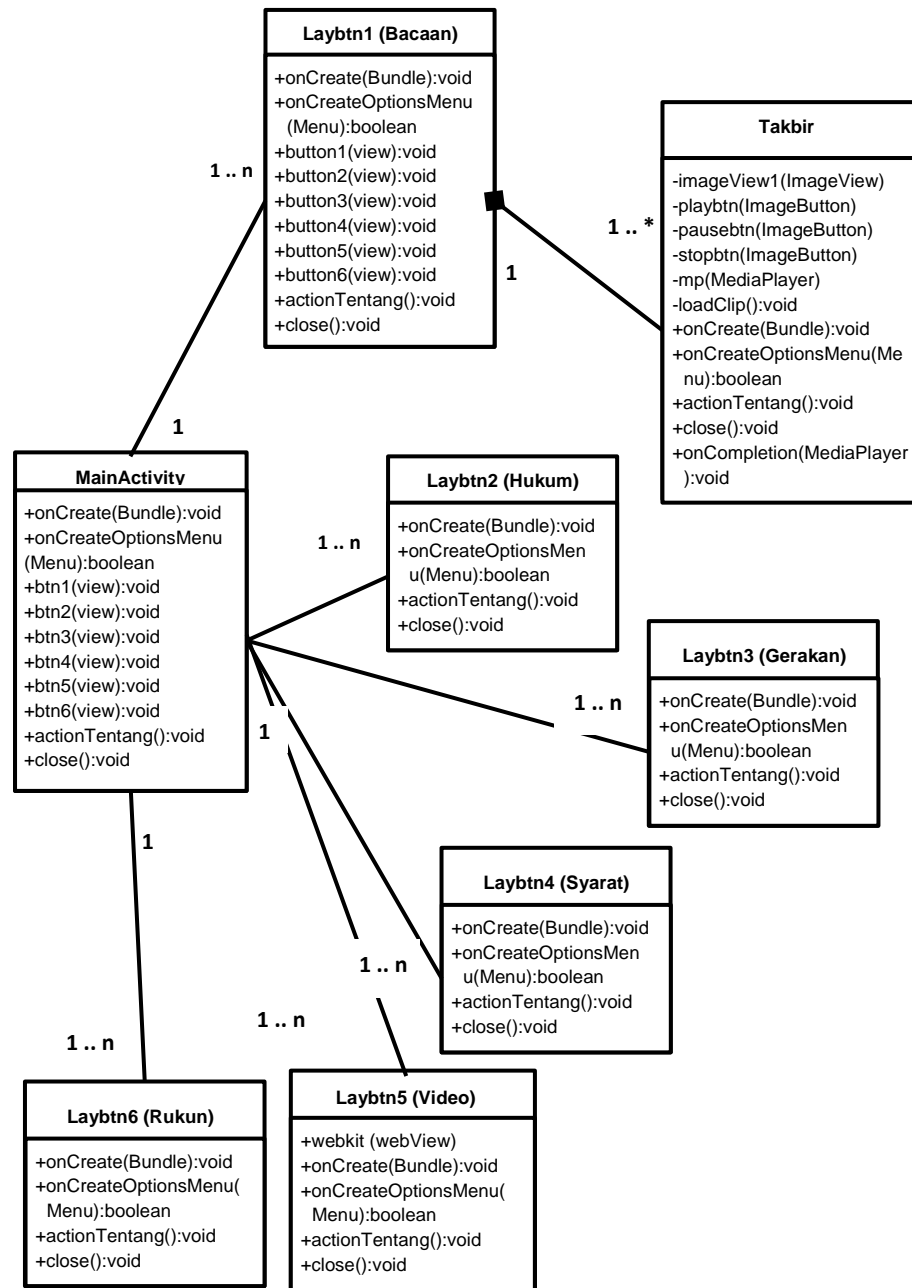 Laybtn1 (Bacaan)
+onCreate(Bundle):void
+onCreateOptionsMenu
(Menu):boolean
+button1(view):void
+button2(view):void
+button3(view):void
+button4(view):void
+button5(view):void
+button6(view):void
+actionTentang():void
+close():void
Takbir
-imageView1(ImageView)
-playbtn(ImageButton)
-pausebtn(ImageButton)
-stopbtn(ImageButton)
-mp(MediaPlayer)
-loadClip():void
+onCreate(Bundle):void
+onCreateOptionsMenu(Me
nu):boolean
+actionTentang():void
+close():void
+onCompletion(MediaPlayer
):void
1 .. n
1 .. *
1
1
MainActivity
+onCreate(Bundle):void
+onCreateOptionsMenu
(Menu):boolean
+btn1(view):void
+btn2(view):void
+btn3(view):void
+btn4(view):void
+btn5(view):void
+btn6(view):void
+actionTentang():void
+close():void
Laybtn2 (Hukum)
+onCreate(Bundle):void
+onCreateOptionsMen
u(Menu):boolean
+actionTentang():void
+close():void
1 .. n
Laybtn3 (Gerakan)
+onCreate(Bundle):void
+onCreateOptionsMen
u(Menu):boolean
+actionTentang():void
+close():void
1 .. n
1
1
Laybtn4 (Syarat)
+onCreate(Bundle):void
+onCreateOptionsMen
u(Menu):boolean
+actionTentang():void
+close():void
1 .. n
1 .. n
1 .. n
Laybtn6 (Rukun)
+onCreate(Bundle):void
+onCreateOptionsMenu(
Menu):boolean
+actionTentang():void
+close():void
Laybtn5 (Video)
+webkit (webView)
+onCreate(Bundle):void
+onCreateOptionsMenu(
Menu):boolean
+actionTentang():void
+close():void